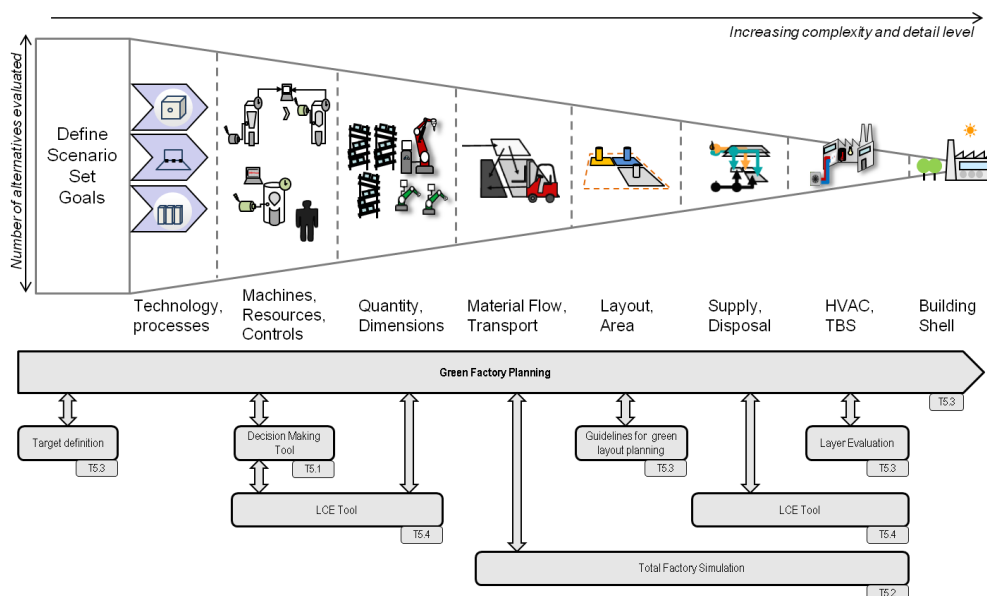 Increasing complexity and detail level
Number of alternatives evaluated
Define
Scenario
Set
Goals
Technology,
processes
Machines,
Resources,
Controls
Quantity,
Dimensions
Material Flow,
Transport
Layout,
Area
Supply,
Disposal
HVAC,
TBS
Building
Shell
Green Factory Planning
T5.3
Target definition
T5.3
Decision Making
Tool
T5.1
Guidelines for green
layout planning
T5.3
Layer Evaluation
T5.3
LCE Tool
T5.4
LCE Tool
T5.4
Total Factory Simulation
T5.2